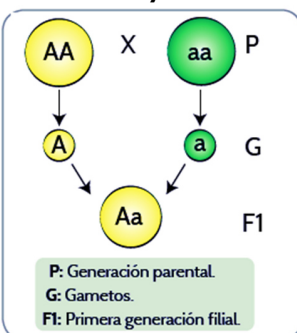 AA X aa P
A a G
Aa F1
P: Generación parental.
G: Gametos.
F1: Primera generación filial.